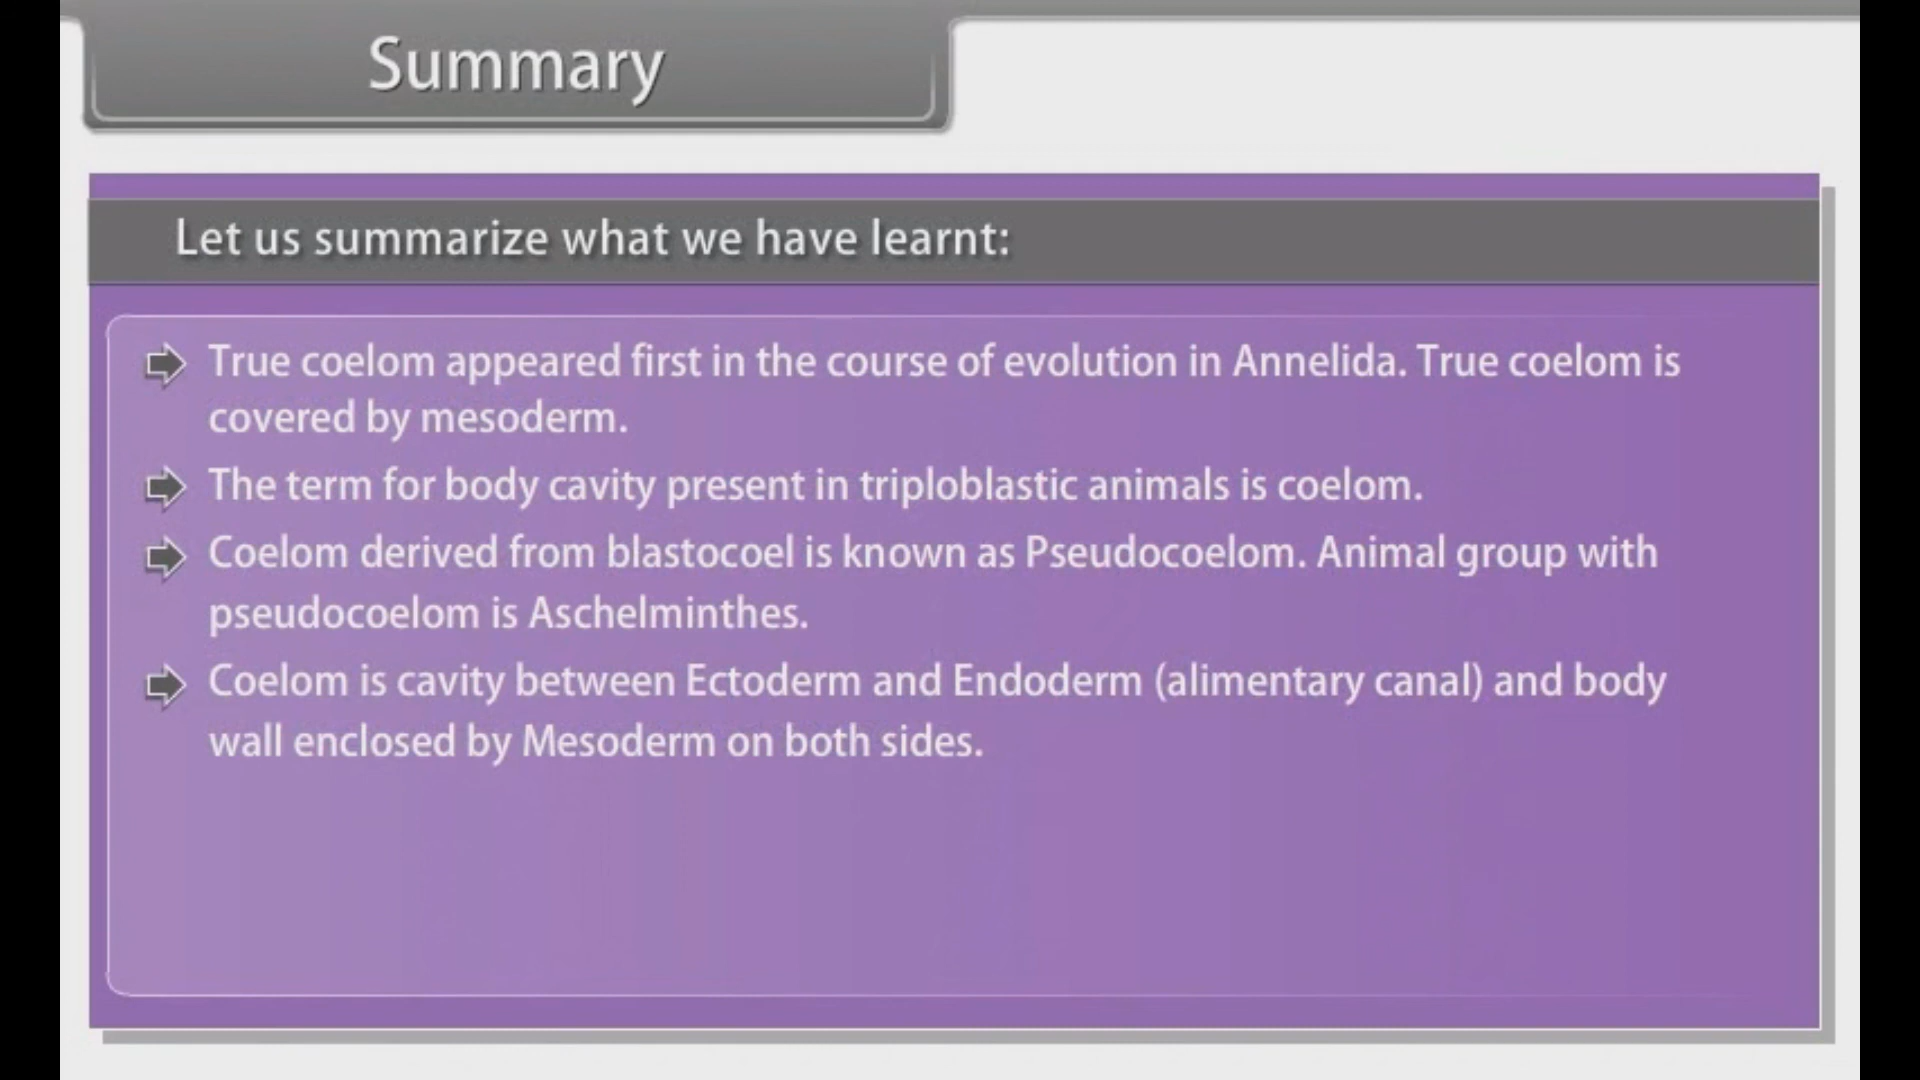 Summary
Let us summarize what we have learnt:
True coelom appeared first in the course of evolution in Annelida. True coelom is
covered by mesoderm.
The term for body cavity present in triploblastic animals is coelom.
Coelom derived from blastocoel is known as Pseudocoelom. Animal group with
pseudocoelom is Aschelminthes.
Coelom is cavity between Ectoderm and Endoderm (alimentary canal) and body
wall enclosed by Mesoderm on both sides.